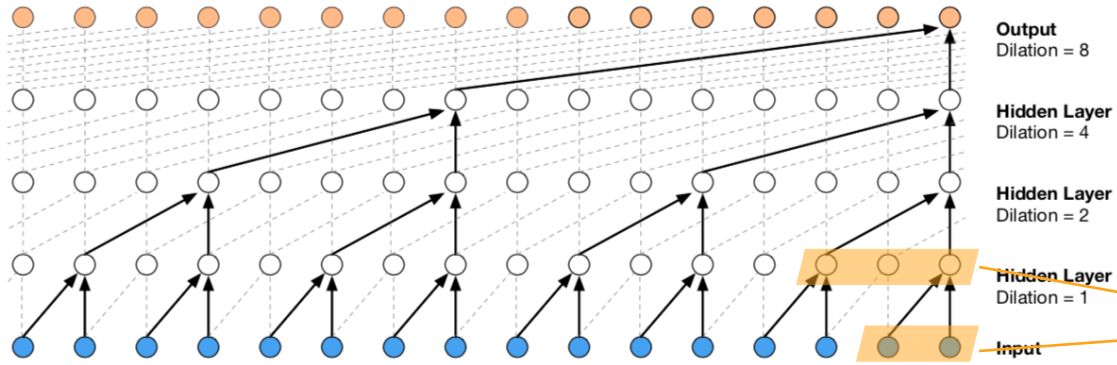 Output
Dilation = 8
Hidden Layer
Dilation = 4
Hidden Layer
Dilation = 2
Hidden Layer
Dilation = 1
Input